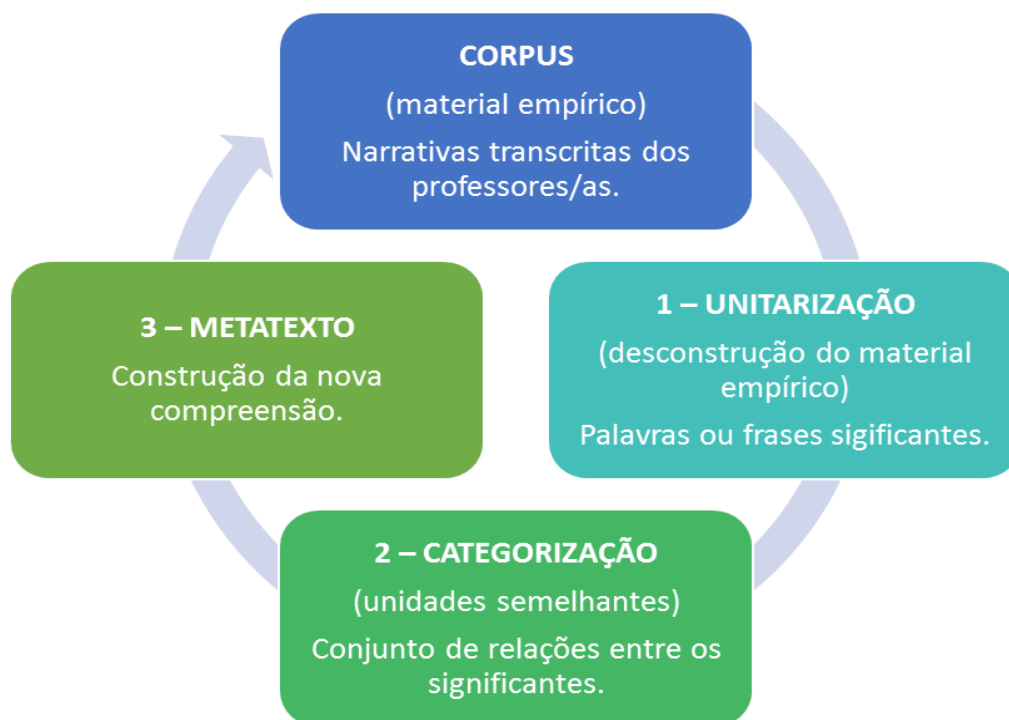 CORPUS
(material empírico)
Narrativas transcritas dos
professores/as.
1 – UNITARIZAÇÃO
(desconstrução do material
empírico)
Palavras ou frases sigificantes.
2 – CATEGORIZAÇÃO
(unidades semelhantes)
Conjunto de relações entre os
significantes.
3 – METATEXTO
Construção da nova
compreensão.